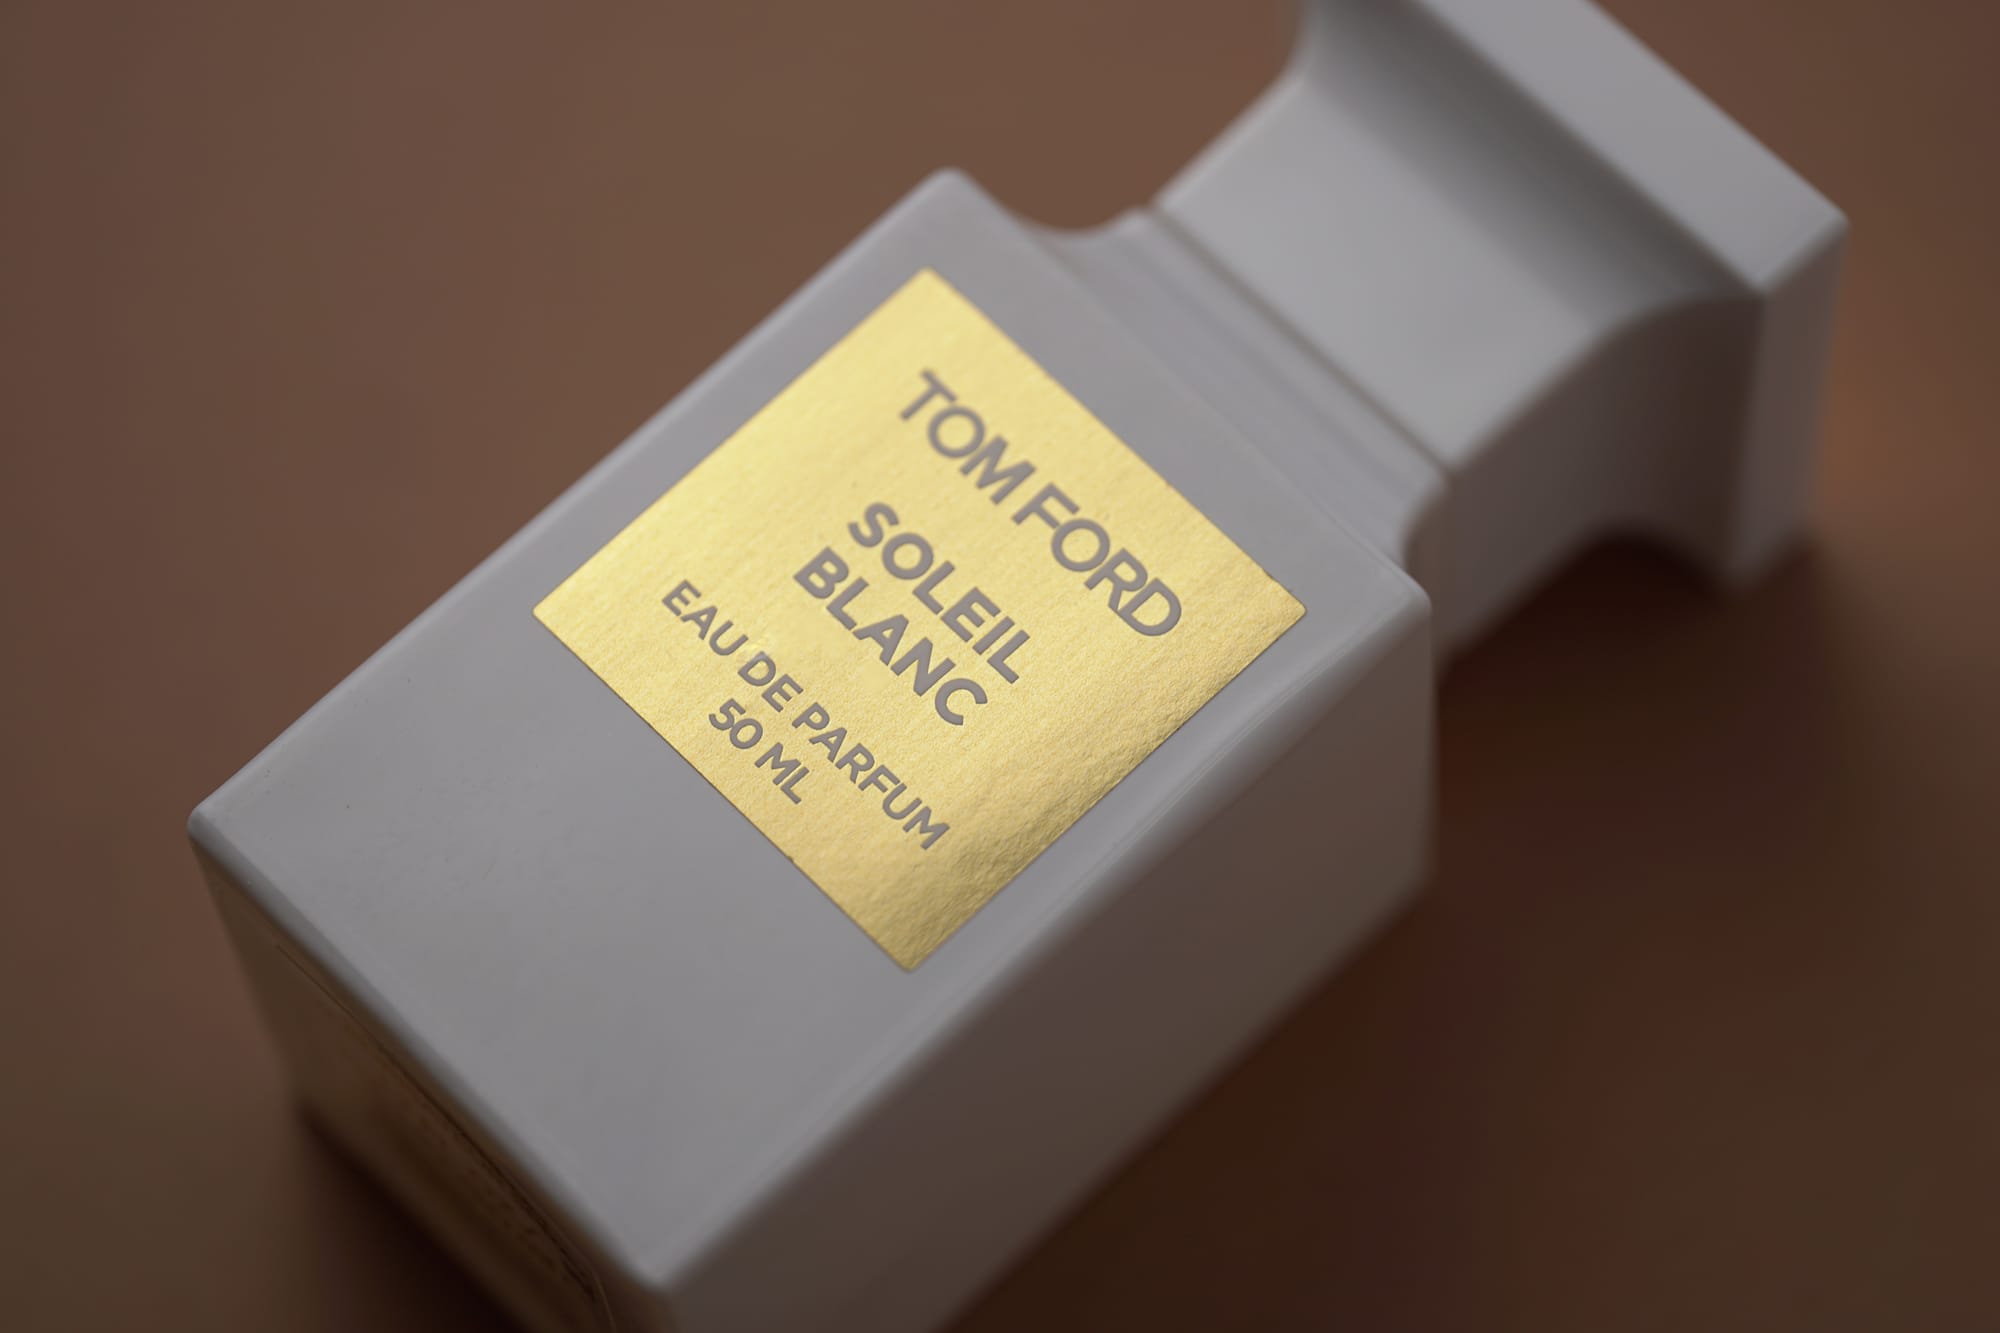 TOM FORD
SOLEIL
BLANC
EAU DE PARFUM
50 ML